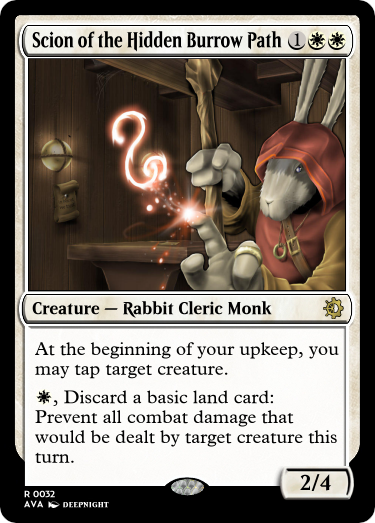 Scion of the Hidden Burrow Path 1
Creature — Rabbit Cleric Monk
At the beginning of your upkeep, you
may tap target creature.
, Discard a basic land card:
Prevent all combat damage that
would be dealt by target creature this
turn.
2/4
R 0032
AVA DEEPNIGHT